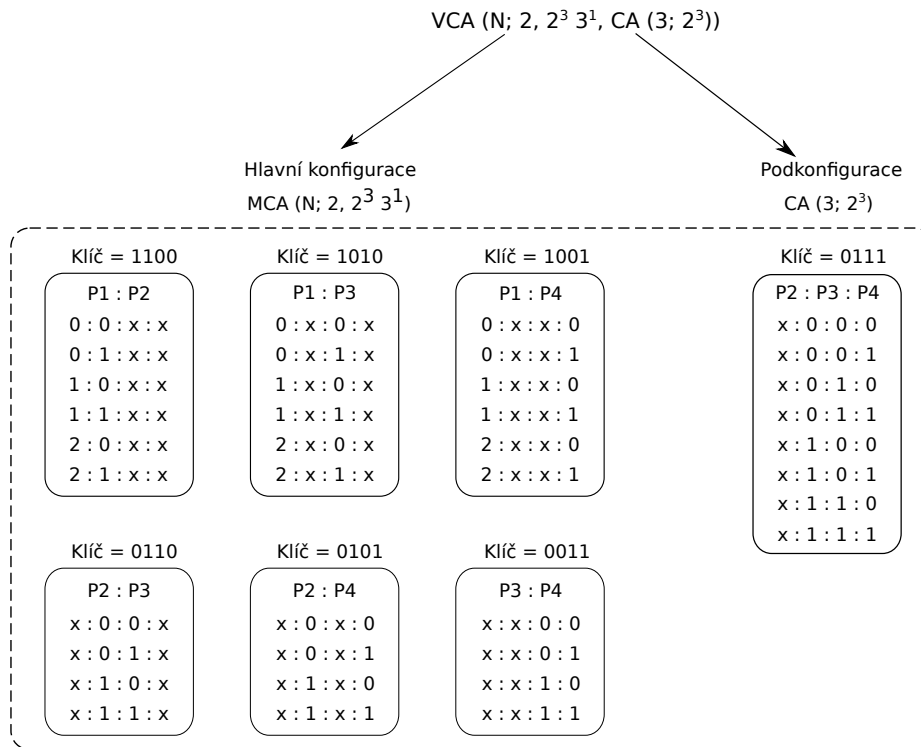 VCA (N; 2, 2³ 3¹, CA (3; 2³))
Hlavní konfigurace
MCA (N; 2, 2³ 3¹)
Podkonfigurace
CA (3; 2³)
Klíč = 1100
P1 : P2
0 : 0 : x : x
0 : 1 : x : x
1 : 0 : x : x
1 : 1 : x : x
2 : 0 : x : x
2 : 1 : x : x
Klíč = 1010
P1 : P3
0 : x : 0 : x
0 : x : 1 : x
1 : x : 0 : x
1 : x : 1 : x
2 : x : 0 : x
2 : x : 1 : x
Klíč = 1001
P1 : P4
0 : x : x : 0
0 : x : x : 1
1 : x : x : 0
1 : x : x : 1
2 : x : x : 0
2 : x : x : 1
Klíč = 0111
P2 : P3 : P4
x : 0 : 0 : 0
x : 0 : 0 : 1
x : 0 : 1 : 0
x : 0 : 1 : 1
x : 1 : 0 : 0
x : 1 : 0 : 1
x : 1 : 1 : 0
x : 1 : 1 : 1
Klíč = 0110
P2 : P3
x : 0 : 0 : x
x : 0 : 1 : x
x : 1 : 0 : x
x : 1 : 1 : x
Klíč = 0101
P2 : P4
x : 0 : x : 0
x : 0 : x : 1
x : 1 : x : 0
x : 1 : x : 1
Klíč = 0011
P3 : P4
x : x : 0 : 0
x : x : 0 : 1
x : x : 1 : 0
x : x : 1 : 1